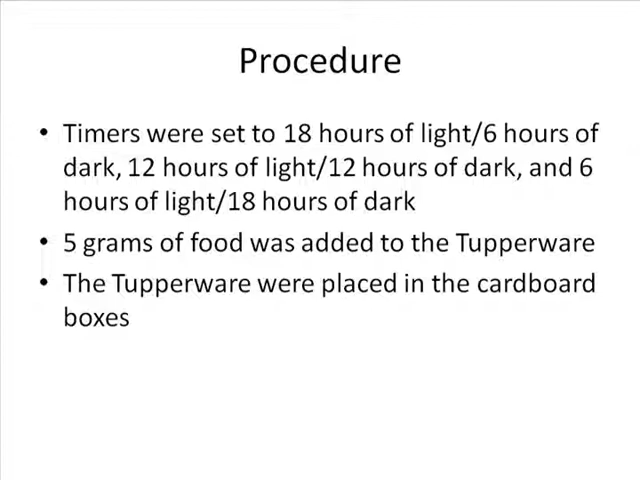 Procedure
• Timers were set to 18 hours of light/6 hours of
dark, 12 hours of light/12 hours of dark, and 6
hours of light/18 hours of dark
• 5 grams of food was added to the Tupperware
• The Tupperware were placed in the cardboard
boxes